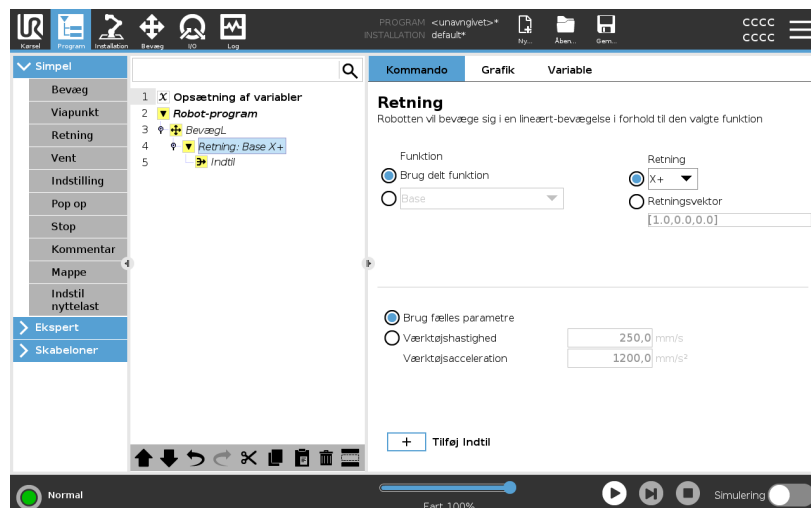 UR
Kørsel
Program
Installation
Bevæg
I/O
Log
PROGRAM <unavngivet>*
INSTALLATION default*
Ny...
Åben...
Gem...
CCCC
CCCC
Simpel
Bevæg
Viapunkt
Retning
Vent
Indstilling
Pop op
Stop
Kommentar
Mappe
Indstil
nyttelast
Ekspert
Skabeloner
1 X Opsætning af variabler
2 Robot-program
3 BevægL
4 Retning: Base X+
5 Indtil
Kommando Grafik Variable
Retning
Robotten vil bevæge sig i en lineært-bevægelse i forhold til den valgte funktion
Funktion
Brug delt funktion
Base
Retning
X+
Retningsvektor
[1.0,0.0,0.0]
Brug fælles parametre
Værktøjshastighed 250,0 mm/s
Værktøjsacceleration 1200,0 mm/s²
+ Tilføj Indtil
Normal
Fart 100%
Simulering